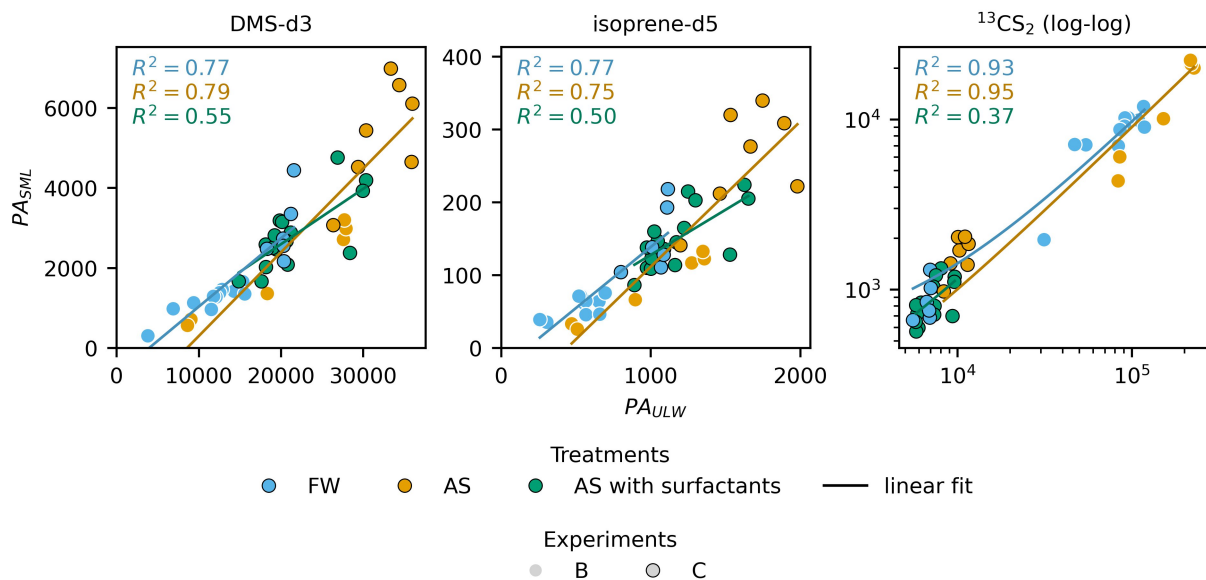 DMS-d3
isoprene-d5
¹³CS₂ (log-log)
R² = 0.77
R² = 0.79
R² = 0.55
R² = 0.77
R² = 0.75
R² = 0.50
R² = 0.93
R² = 0.95
R² = 0.37
PA_SML
6000
4000
2000
0
400
300
200
100
0
10⁴
10³
0 10000 20000 30000
0 1000 2000
10⁴ 10⁵
PA_ULW
Treatments
FW AS AS with surfactants linear fit
Experiments
B C